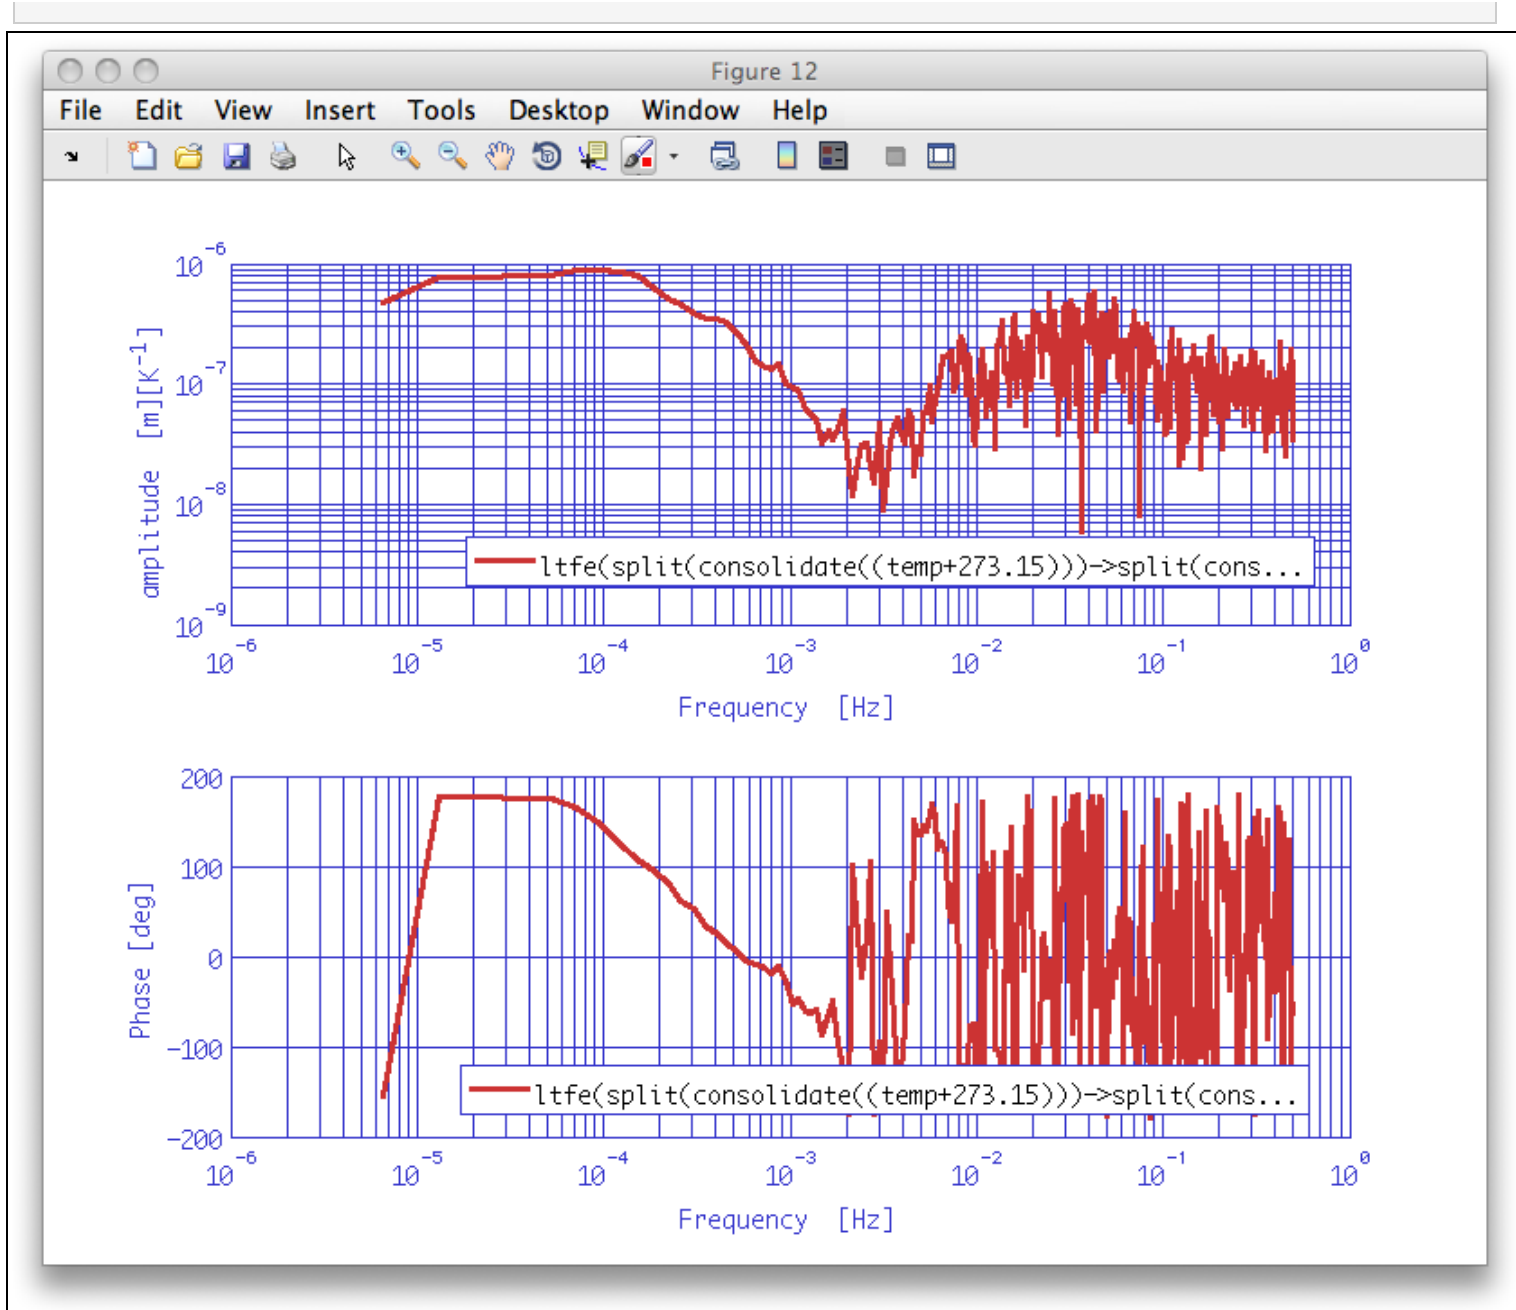 Figure 12
File Edit View Insert Tools Desktop Window Help
10^-6
10^-7
10^-8
10^-9
amplitude [m][K^-1]
10^-6 10^-5 10^-4 10^-3 10^-2 10^-1 10^0
ltfe(split(consolidate((temp+273.15)))->split(cons...
Frequency [Hz]
200
100
0
-100
-200
Phase [deg]
ltfe(split(consolidate((temp+273.15)))->split(cons...
10^-6 10^-5 10^-4 10^-3 10^-2 10^-1 10^0
Frequency [Hz]